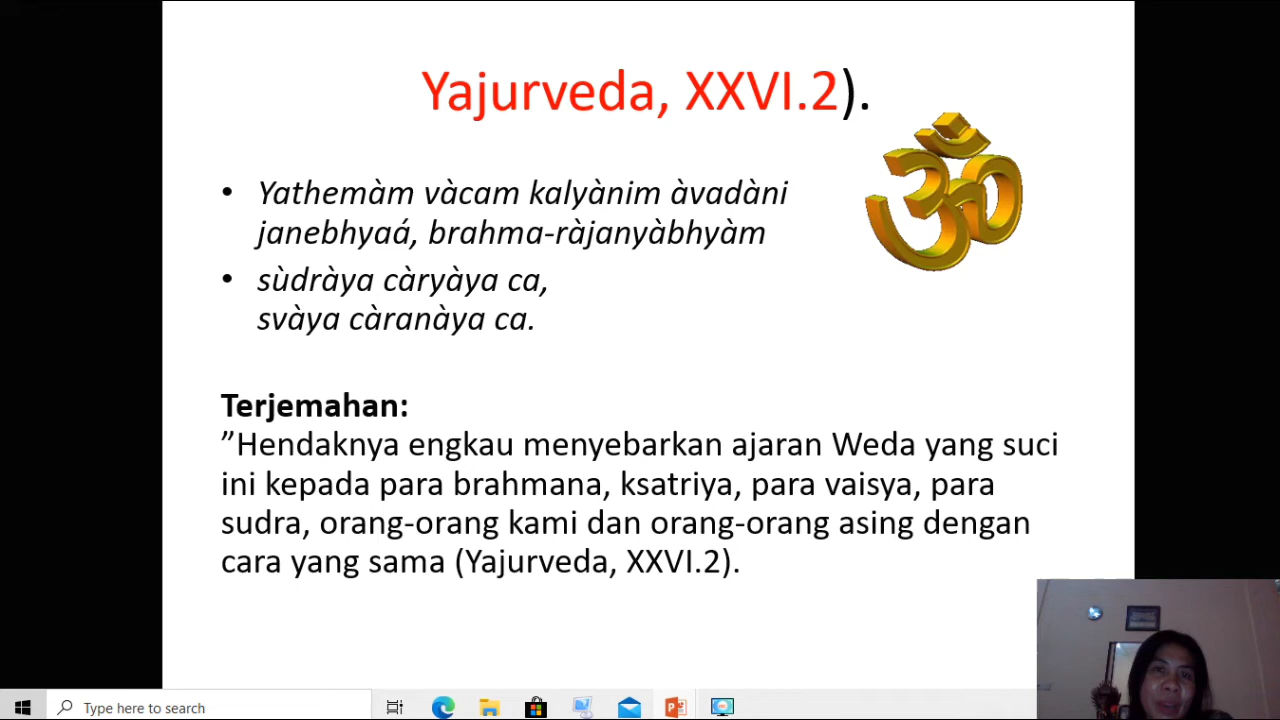 Yajurveda, XXVI.2).
• Yathemàm vàcam kalyànim àvadàni
janebhyaá, brahma-ràjanyàbhyàm
• sùdràya càryàya ca,
svàya càranàya ca.
Terjemahan:
”Hendaknya engkau menyebarkan ajaran Weda yang suci
ini kepada para brahmana, ksatriya, para vaisya, para
sudra, orang-orang kami dan orang-orang asing dengan
cara yang sama (Yajurveda, XXVI.2).
ॐ
Type here to search